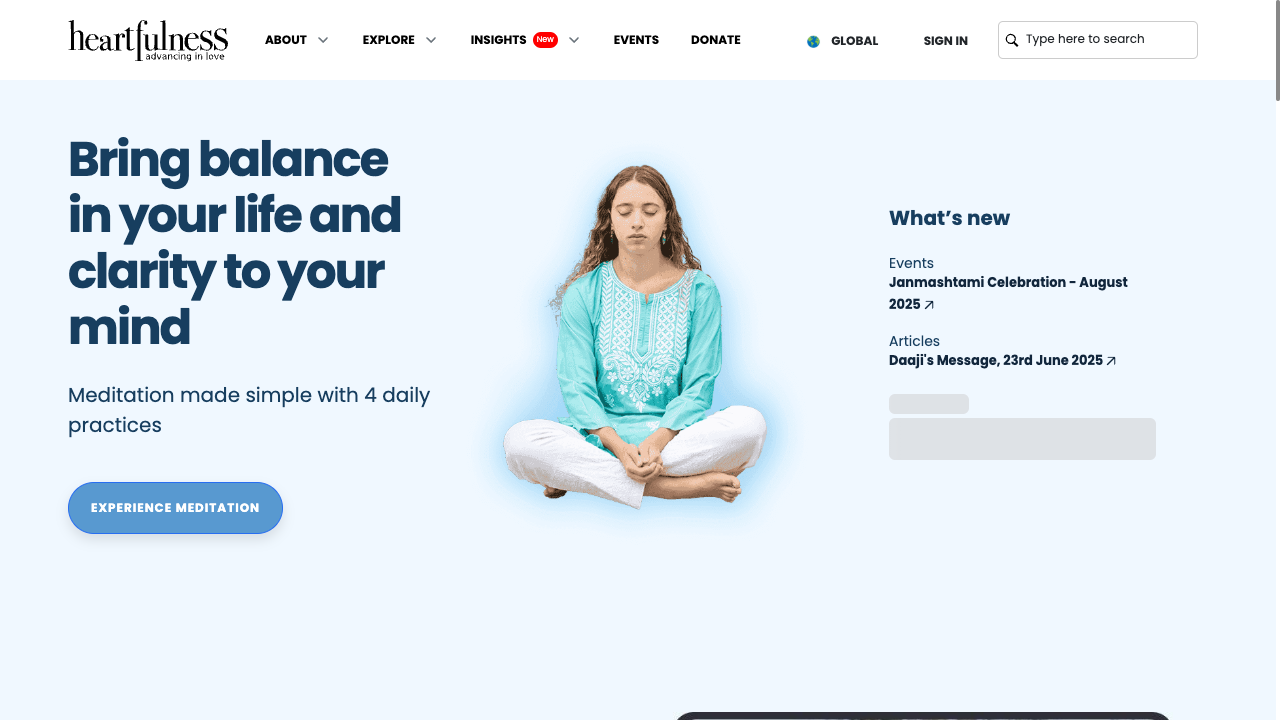 heartfulness
advancing in love
ABOUT
EXPLORE
INSIGHTS New
EVENTS
DONATE
GLOBAL
SIGN IN
Type here to search
Bring balance
in your life and
clarity to your
mind
Meditation made simple with 4 daily
practices
EXPERIENCE MEDITATION
What’s new
Events
Janmashtami Celebration - August
2025
Articles
Daaji's Message, 23rd June 2025